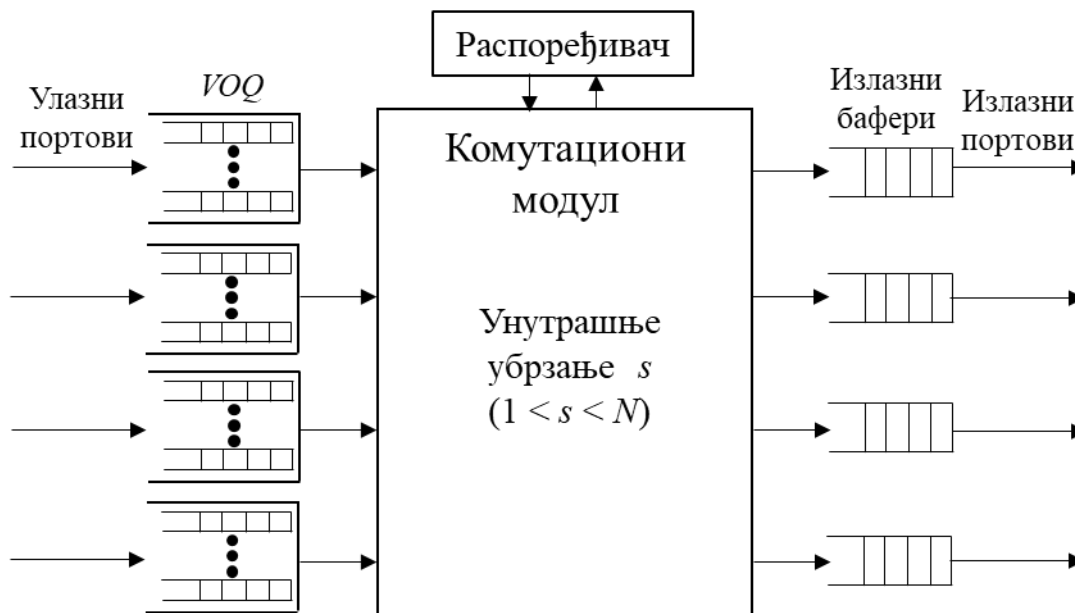 Распоређивач
Улазни
портови
VOQ
Комутациони
модул
Унутрашње
убрзање s
(1 < s < N)
Излазни
бафери
Излазни
портови